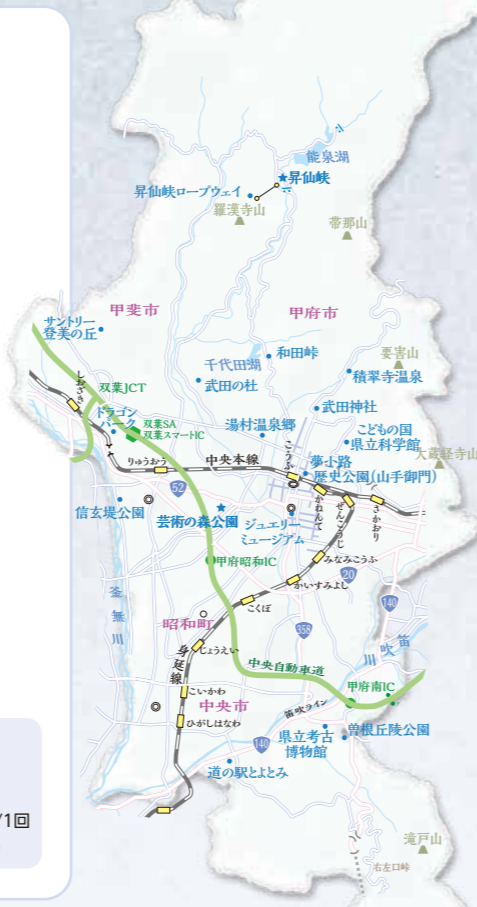 能泉湖
昇仙峡
昇仙峡ロープウェイ
羅漢寺山
帯那山
甲斐市
甲府市
サントリー
登美の丘
千代田湖
和田峠
要害山
武田の杜
積翠寺温泉
しおざき
双葉JCT
ドラゴン
パーク
双葉SA
双葉スマートIC
湯村温泉郷
武田神社
こどもの国
県立科学館
大蔵経寺山
りゅうおう
中央本線
こうふ
夢小路
歴史公園(山手御門)
52
かねんて
ぜんこうじ
さかおり
信玄堤公園
芸術の森公園
ジュエリー
ミュージアム
甲府昭和IC
みなみこうふ
20
かいすみよし
140
釜無川
こくぼ
昭和町
358
笛吹川
身延線
じょうえい
中央自動車道
甲府南IC
こいかわ
中央市
笛吹ライン
ひがしはなわ
曽根丘陵公園
県立考古
博物館
140
道の駅とよとみ
/1回
滝戸山
右左口峠